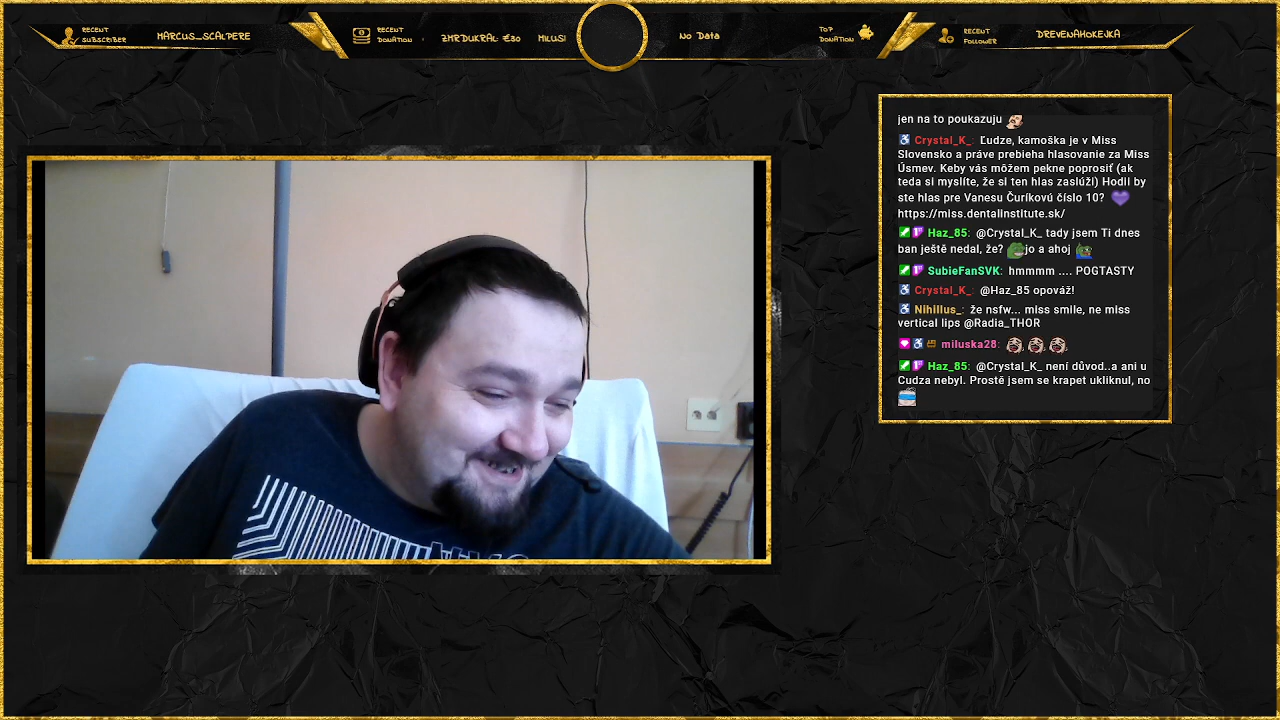 RECENT
SUBSCRIBER
MARCUS_SCALPERE
RECENT
DONATION
ZMRDUKRAL: €30
MILUS!
No Data
TOP
DONATION
RECENT
FOLLOWER
DREVENAHOKEJKA
jen na to poukazuju
Crystal_K_: Ľudze, kamoška je v Miss
Slovensko a práve prebieha hlasovanie za Miss
Úsmev. Keby vás môžem pekne poprosiť (ak
teda si myslíte, že si ten hlas zaslúži) Hodil by
ste hlas pre Vanesu Čuríkovú číslo 10?
https://miss.dentalinstitute.sk/
Haz_85: @Crystal_K_ tady jsem Ti dnes
ban ještě nedal, že? jo a ahoj
SubieFanSVK: hmmmm .... POGTASTY
Crystal_K_: @Haz_85 opováž!
Nihillus_: že nsfw... miss smile, ne miss
vertical lips @Radia_THOR
miluska28:
Haz_85: @Crystal_K_ není důvod..a ani u
Cudza nebyl. Prostě jsem se krapet ukliknul, no